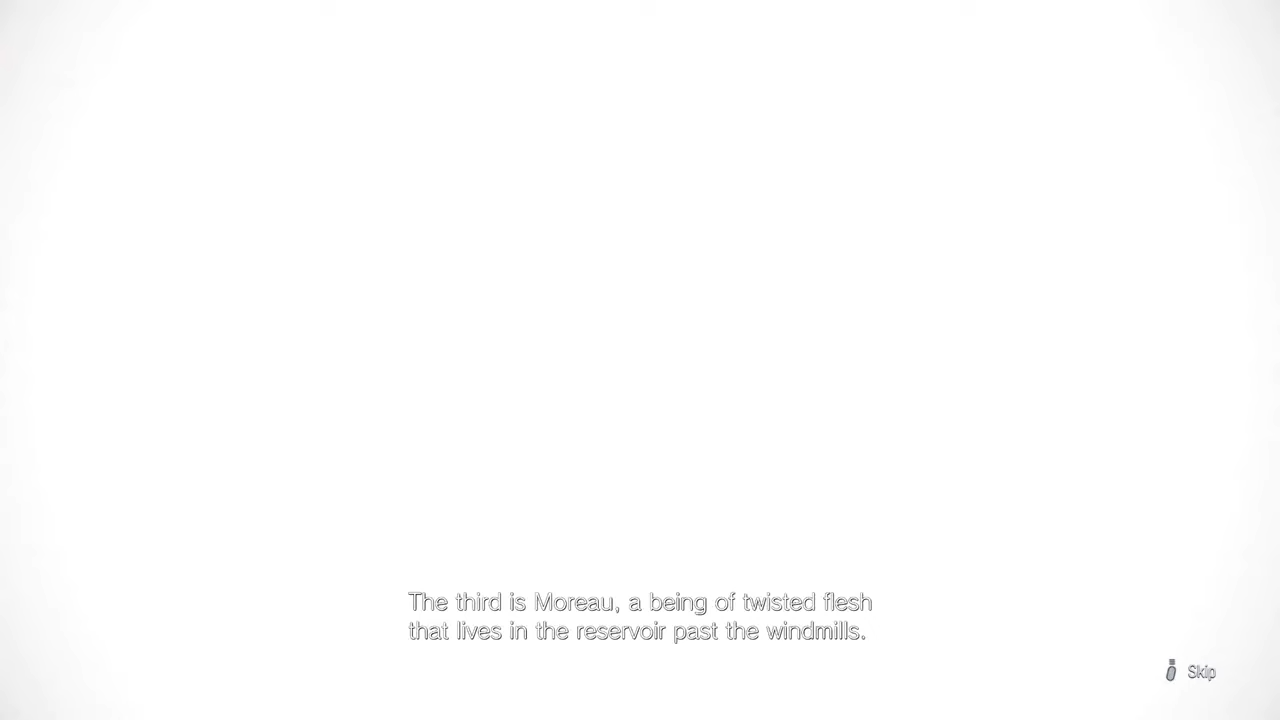 The third is Moreau, a being of twisted flesh
that lives in the reservoir past the windmills.
Skip